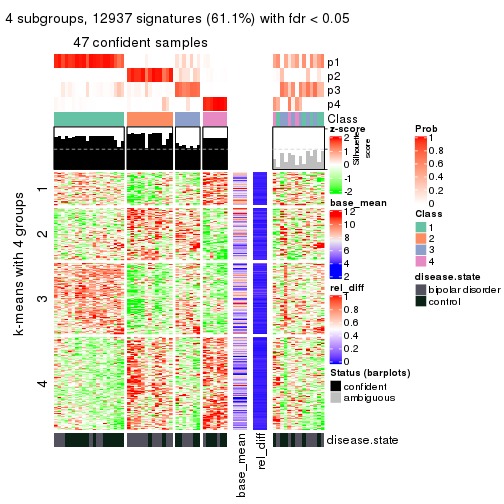 4 subgroups, 12937 signatures (61.1%) with fdr < 0.05
47 confident samples
p1
p2
p3
p4
Class
Silhouette
score
k-means with 4 groups
1
2
3
4
base_mean
rel_diff
disease.state
z-score
2
1
0
-1
-2
base_mean
12
10
8
6
4
2
rel_diff
1
0.8
0.6
0.4
0.2
0
Status (barplots)
confident
ambiguous
Prob
1
0.8
0.6
0.4
0.2
0
Class
1
2
3
4
disease.state
bipolar disorder
control